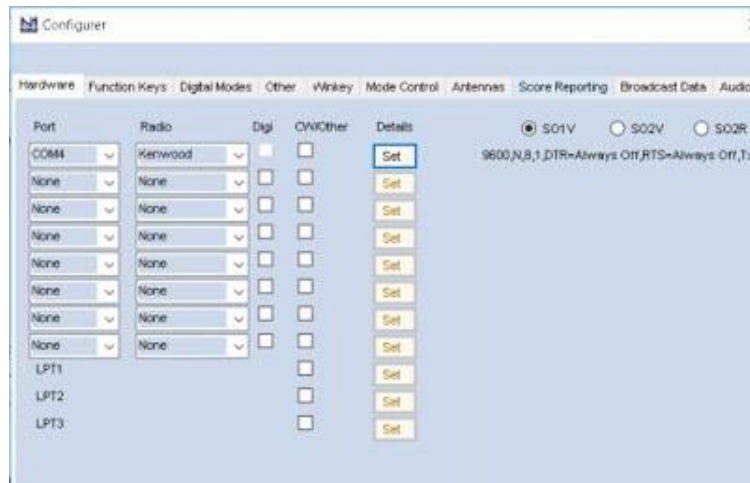 Configurer
Hardware Function Keys Digital Modes Other Winkey Mode Control Antennas Score Reporting Broadcast Data Audio
Port Radio Digi CW/Other Details SO1V SO2V SO2R
COM4 Kenwood Set 9600,N,8,1,DTR=Always Off,RTS=Always Off,Tx
None None Set
None None Set
None None Set
None None Set
None None Set
None None Set
None None Set
LPT1 Set
LPT2 Set
LPT3 Set